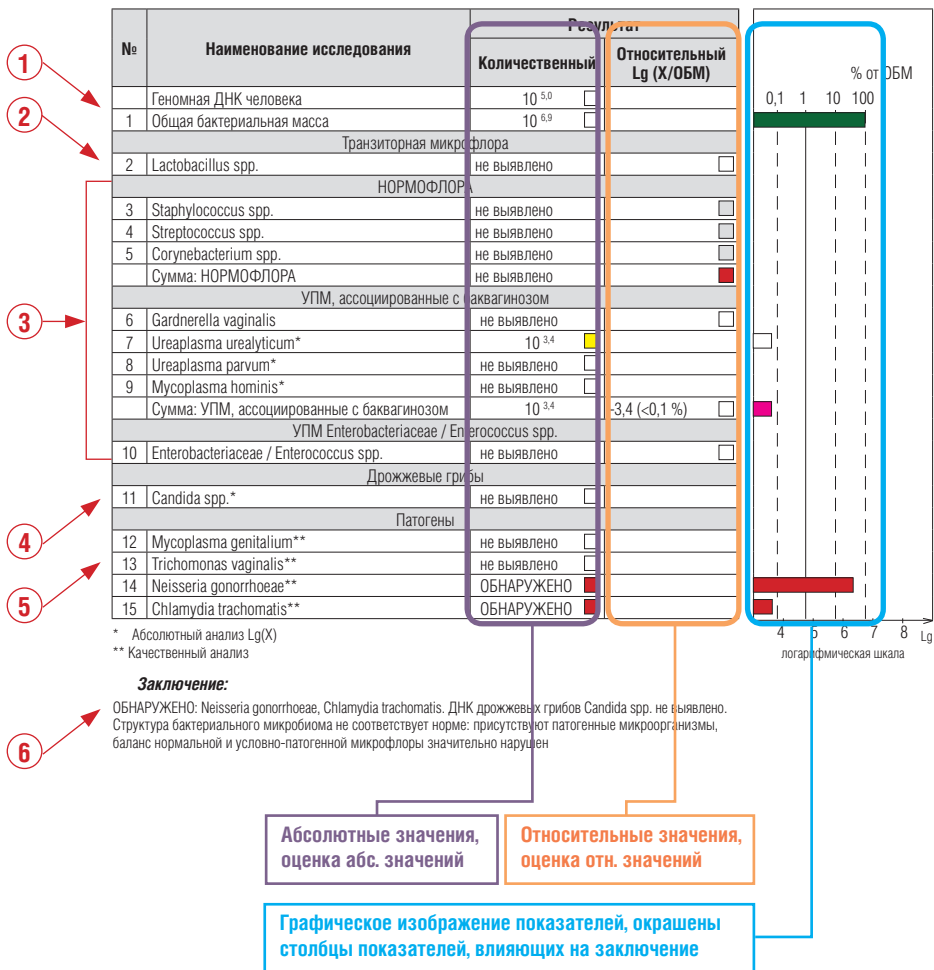 Результат
№ Наименование исследования Количественный Относительный Lg (X/ОБМ)
% от ОБМ
0,1 1 10 100
Геномная ДНК человека 10 5,0
1 Общая бактериальная масса 10 6,9
Транзиторная микрофлора
2 Lactobacillus spp. не выявлено
НОРМОФЛОРА
3 Staphylococcus spp. не выявлено
4 Streptococcus spp. не выявлено
5 Corynebacterium spp. не выявлено
Сумма: НОРМОФЛОРА не выявлено
УПМ, ассоциированные с баквагинозом
6 Gardnerella vaginalis не выявлено
7 Ureaplasma urealyticum* 10 3,4
8 Ureaplasma parvum* не выявлено
9 Mycoplasma hominis* не выявлено
Сумма: УПМ, ассоциированные с баквагинозом 10 3,4 -3,4 (<0,1 %)
УПМ Enterobacteriaceae / Enterococcus spp.
10 Enterobacteriaceae / Enterococcus spp. не выявлено
Дрожжевые грибы
11 Candida spp.* не выявлено
Патогены
12 Mycoplasma genitalium** не выявлено
13 Trichomonas vaginalis** не выявлено
14 Neisseria gonorrhoeae** ОБНАРУЖЕНО
15 Chlamydia trachomatis** ОБНАРУЖЕНО
4 5 6 7 8 Lg
логарифмическая шкала
* Абсолютный анализ Lg(X)
** Качественный анализ
Заключение:
ОБНАРУЖЕНО: Neisseria gonorrhoeae, Chlamydia trachomatis. ДНК дрожжевых грибов Candida spp. не выявлено.
Структура бактериального микробиома не соответствует норме: присутствуют патогенные микроорганизмы,
баланс нормальной и условно-патогенной микрофлоры значительно нарушен
1
2
3
4
5
6
Абсолютные значения,
оценка абс. значений
Относительные значения,
оценка отн. значений
Графическое изображение показателей, окрашены
столбцы показателей, влияющих на заключение